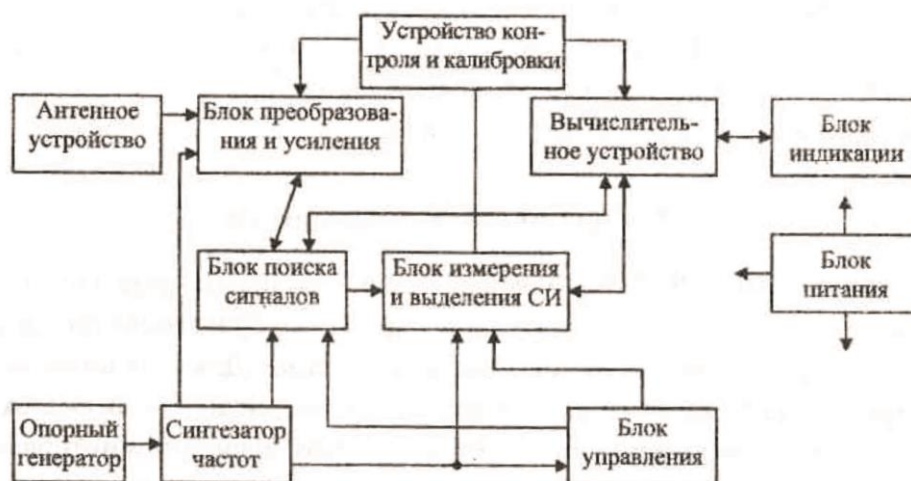 Устройство кон-
троля и калибровки
Антенное
устройство
Блок преобразова-
ния и усиления
Вычислитель-
ное устройство
Блок
индикации
Блок поиска
сигналов
Блок измерения
и выделения СИ
Блок
питания
Опорный
генератор
Синтезатор
частот
Блок
управления